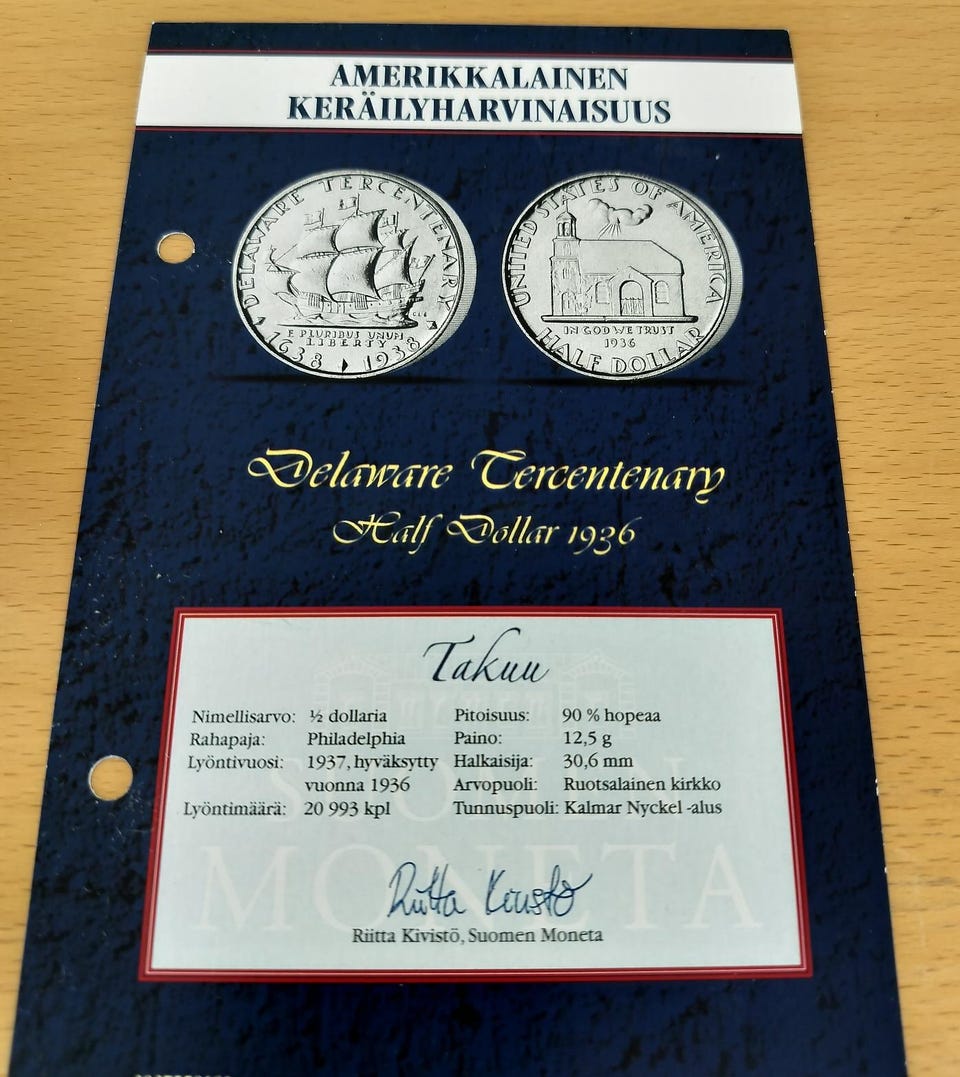 AMERIKKALAINEN
KERÄILYHARVINAISUUS
DELAWARE TERCENTENARY
E PLURIBUS UNUM
LIBERTY
1638 1938
UNITED STATES OF AMERICA
IN GOD WE TRUST
1936
HALF DOLLAR
Delaware Tercentenary
Half Dollar 1936
Takuu
Nimellisarvo: ½ dollaria
Rahapaja: Philadelphia
Lyöntivuosi: 1937, hyväksytty
vuonna 1936
Lyöntimäärä: 20 993 kpl
Pitoisuus: 90 % hopeaa
Paino: 12,5 g
Halkaisija: 30,6 mm
Arvopuoli: Ruotsalainen kirkko
Tunnuspuoli: Kalmar Nyckel -alus
SUOMEN
MONETA
Riitta Kivistö
Riitta Kivistö, Suomen Moneta